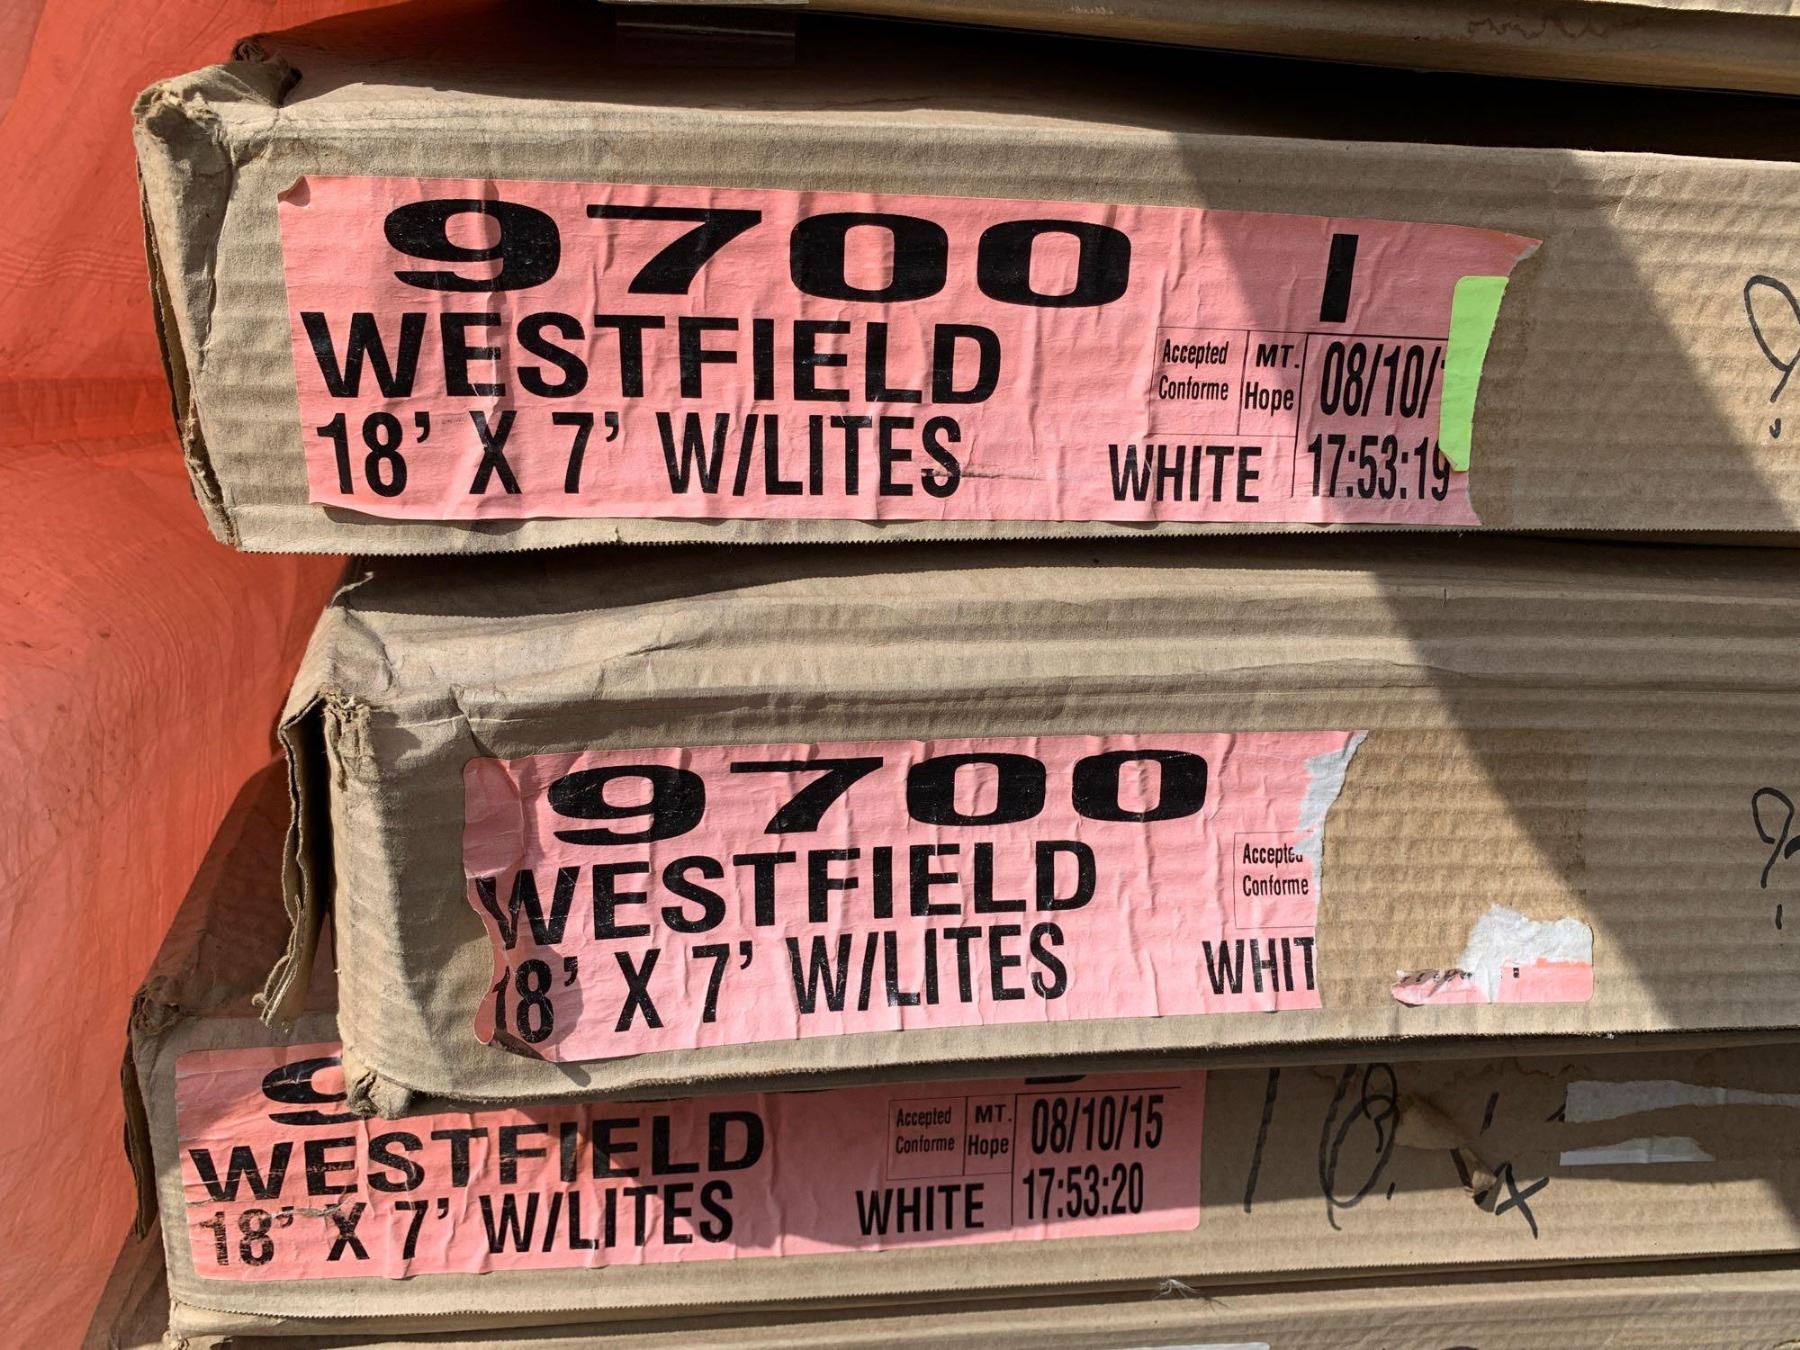 9700 I
WESTFIELD
18' X 7' W/LITES
Accepted
Conforme
MT.
Hope
08/10/
17:53:19
WHITE
9700
WESTFIELD
18' X 7' W/LITES
Accepted
Conforme
WHIT
WESTFIELD
18' X 7' W/LITES
Accepted
Conforme
MT.
Hope
08/10/15
17:53:20
WHITE